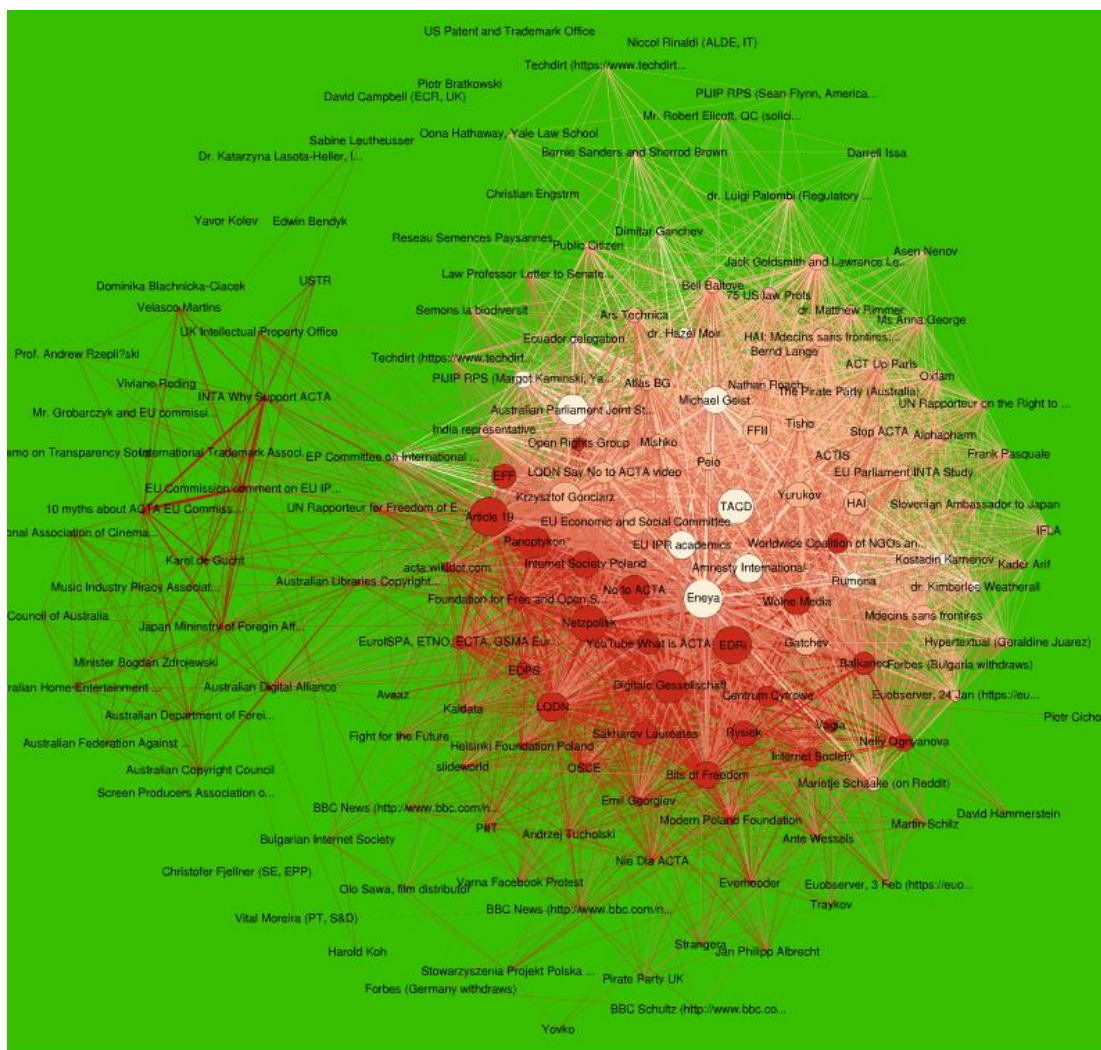 US Patent and Trademark Office
Niccol Rinaldi (ALDE, IT)
Techdirt (https://www.techdirt...
Piotr Bratkowski
David Campbell (ECR, UK)
PIJIP RPS (Sean Flynn, America...
Mr. Robert Elicott, QC (solici...
Oona Hathaway, Yale Law School
Sabine Leutheusser
Dr. Katarzyna Lasota-Heller, I...
Bernie Sanders and Sherrod Brown
Darrell Issa
Christian Engstrm
dr. Luigi Palombi (Regulatory ...
Yavor Kolev
Edwin Bendyk
Dimitar Ganchev
Reseau Semences Paysannes
Public Citizen
Asen Nenov
Jack Goldsmith and Lawrence Le...
Law Professor Letter to Senate...
USTR
Dominika Blachnicka-Ciacek
Bell Baltove
75 US law Profs
Velasco Martins
Semons la biodiversit
Ars Technica
dr. Matthew Rimmer
Ms Anna George
UK Intellectual Property Office
Ecuador delegation
dr. Hazel Moir
HAI: Mdecins sans frontires:...
Bernd Lange
Prof. Andrew Rzepli?ski
Techdirt (https://www.techdirt...
ACT Up Paris
Viviane Reding
PIJIP RPS (Margot Kaminski, Ya...
Atlas BG
Nathan Roach
The Pirate Party (Australia)
Oxfam
INTA Why Support ACTA
Michael Geist
UN Rapporteur on the Right to ...
Mr. Grobarczyk and EU commissi...
Australian Parliament Joint St...
India representative
FFII
Tisho
Stop ACTA
Alphapharm
Open Rights Group
Mishko
International Trademark Associ...
EP Committee on International ...
Peio
ACTIS
Frank Pasquale
LQDN Say No to ACTA video
EU Parliament INTA Study
EFF
EU Commission comment on EU IP...
Krzysztof Gonciarz
Yurukov
HAI
Slovenian Ambassador to Japan
10 myths about ACTA EU Commiss...
UN Rapporteur for Freedom of E...
Article 19
TACD
EU Economic and Social Committee
IFLA
onal Association of Cinema...
Panoptykon
EU IPR academics
Worldwide Coalition of NGOs an...
Karel de Gucht
acta.wikidot.com
Internet Society Poland
Amnesty International
Kostadin Kamenov
Kader Arif
Music Industry Piracy Associat...
Australian Libraries Copyright...
Foundation for Free and Open S...
No to ACTA
Rumona
dr. Kimberlee Weatherall
Eneya
Wolne Media
Council of Australia
Japan Mininstry of Foregin Aff...
Netzpolitik
Mdecins sans frontires
EuroISPA, ETNO, ECTA, GSMA Eur...
YouTube What is ACTA
EDRi
Gatchev
Hypertextual (Geraldine Juarez)
Minister Bogdan Zdrojewski
EDPS
Balkanec
Forbes (Bulgaria withdraws)
ralian Home Entertainment ...
Australian Digital Alliance
Digitale Gessellschaft
Centrum Cyfrowe
Euobserver, 24 Jan (https://eu...
Avaaz
LQDN
Kaldata
Piotr Cicho
Australian Department of Forei...
Vagla
Sakharov Laureates
Rysiek
Fight for the Future
Nelly Ognyanova
Australian Federation Against ...
Helsinki Foundation Poland
Internet Society
slideworld
OSCE
Australian Copyright Council
Bits of Freedom
Marietje Schaake (on Reddit)
Screen Producers Association o...
Emil Georgiev
BBC News (http://www.bbc.com/n...
David Hammerstein
Modern Poland Foundation
Martin Schilz
PIIT
Andrzej Tucholski
Ante Wessels
Bulgarian Internet Society
Nie Dla ACTA
Christofer Fjellner (SE, EPP)
Varna Facebook Protest
Evernooder
Euobserver, 3 Feb (https://euo...
Olo Sawa, film distributor
Traykov
BBC News (http://www.bbc.com/n...
Vital Moreira (PT, S&D)
Strangera
Jan Philipp Albrecht
Harold Koh
Stowarzyszenia Projekt Polska ...
Pirate Party UK
Forbes (Germany withdraws)
BBC Schultz (http://www.bbc.co...
Yovko